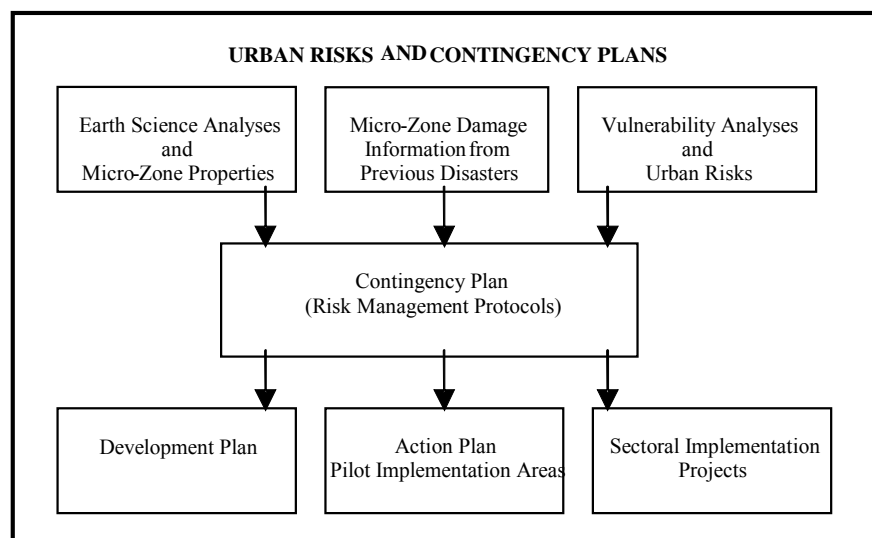 URBAN RISKS AND CONTINGENCY PLANS
Earth Science Analyses
and
Micro-Zone Properties
Micro-Zone Damage
Information from
Previous Disasters
Vulnerability Analyses
and
Urban Risks
Contingency Plan
(Risk Management Protocols)
Development Plan
Action Plan
Pilot Implementation Areas
Sectoral Implementation
Projects